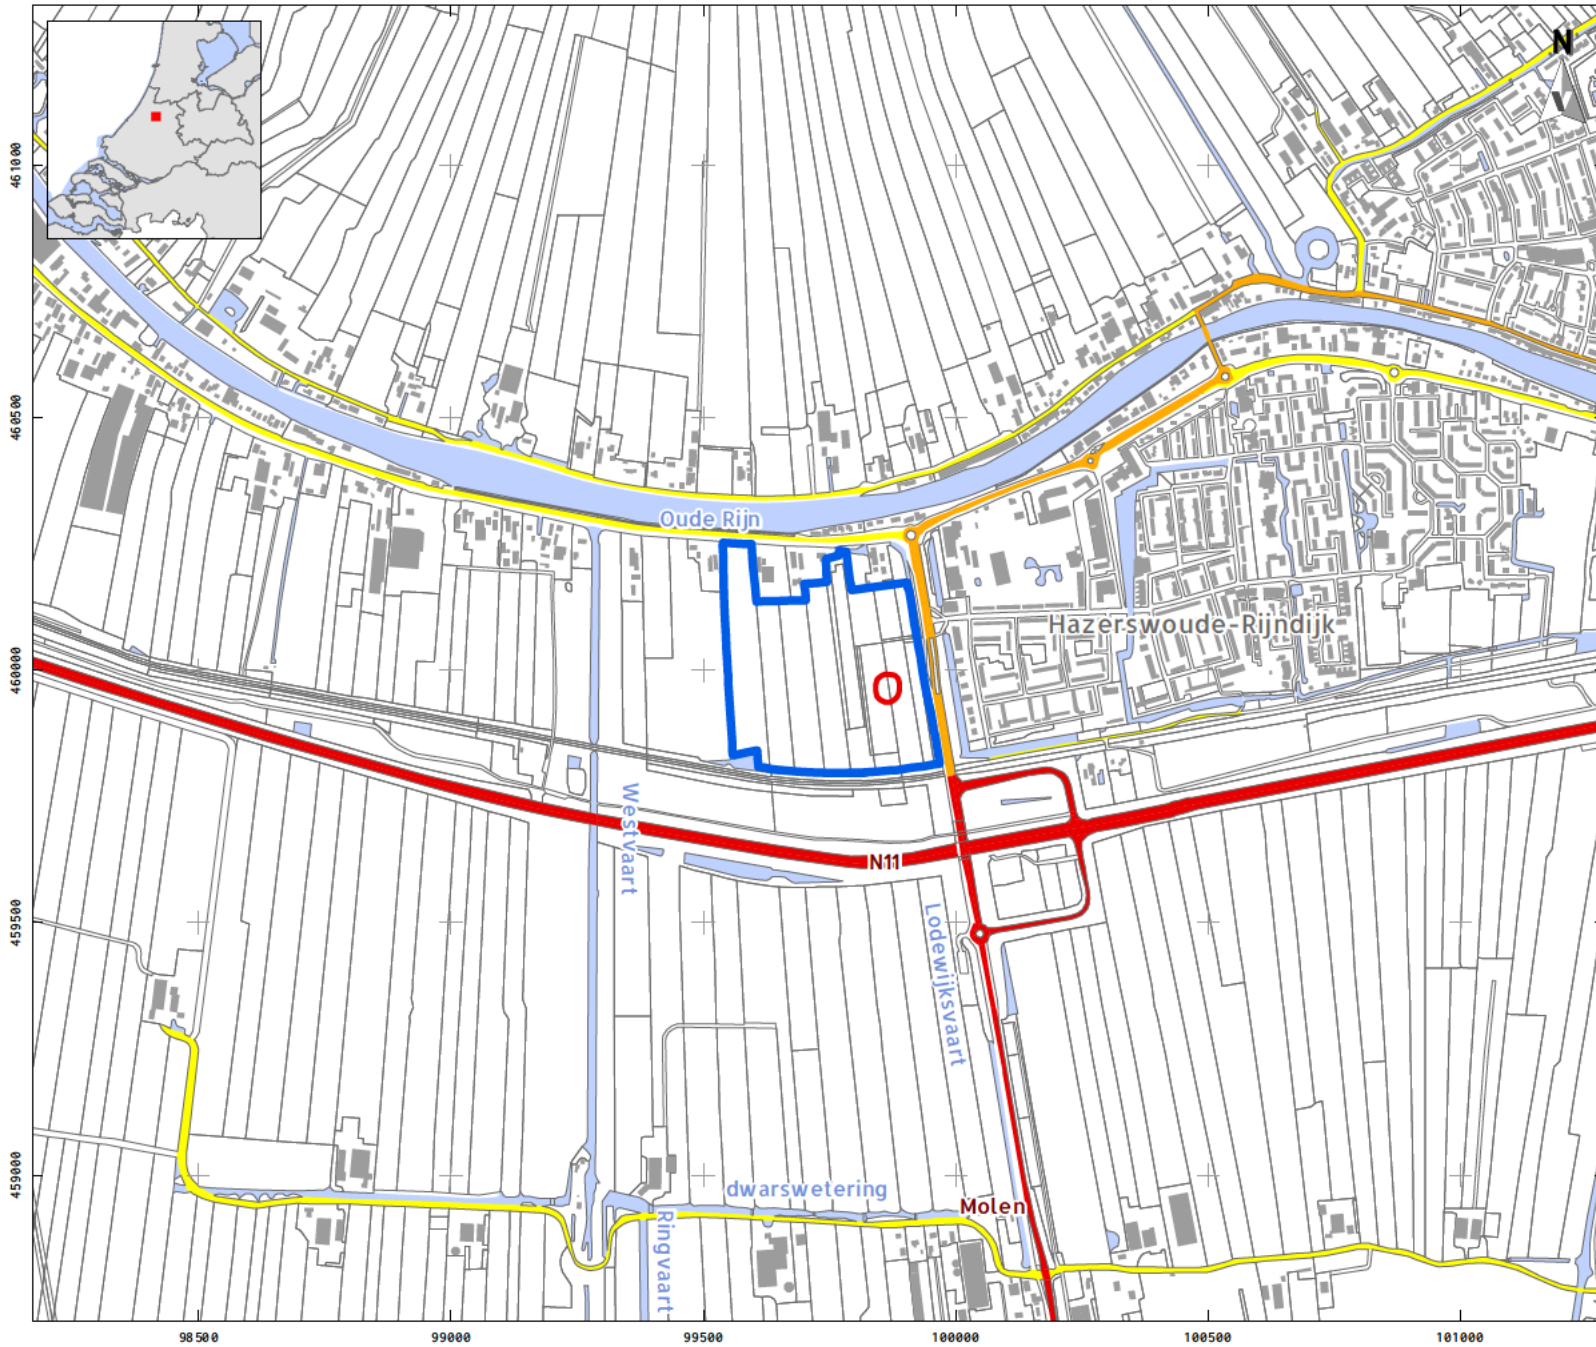 N
461000
460500
Oude Rijn
Hazerswoude-Rijndijk
460000
Westvaart
N11
Lodewijksvaart
459500
459000
dwarswetering
Molen
Ringvaart
98500
99000
99500
100000
100500
101000